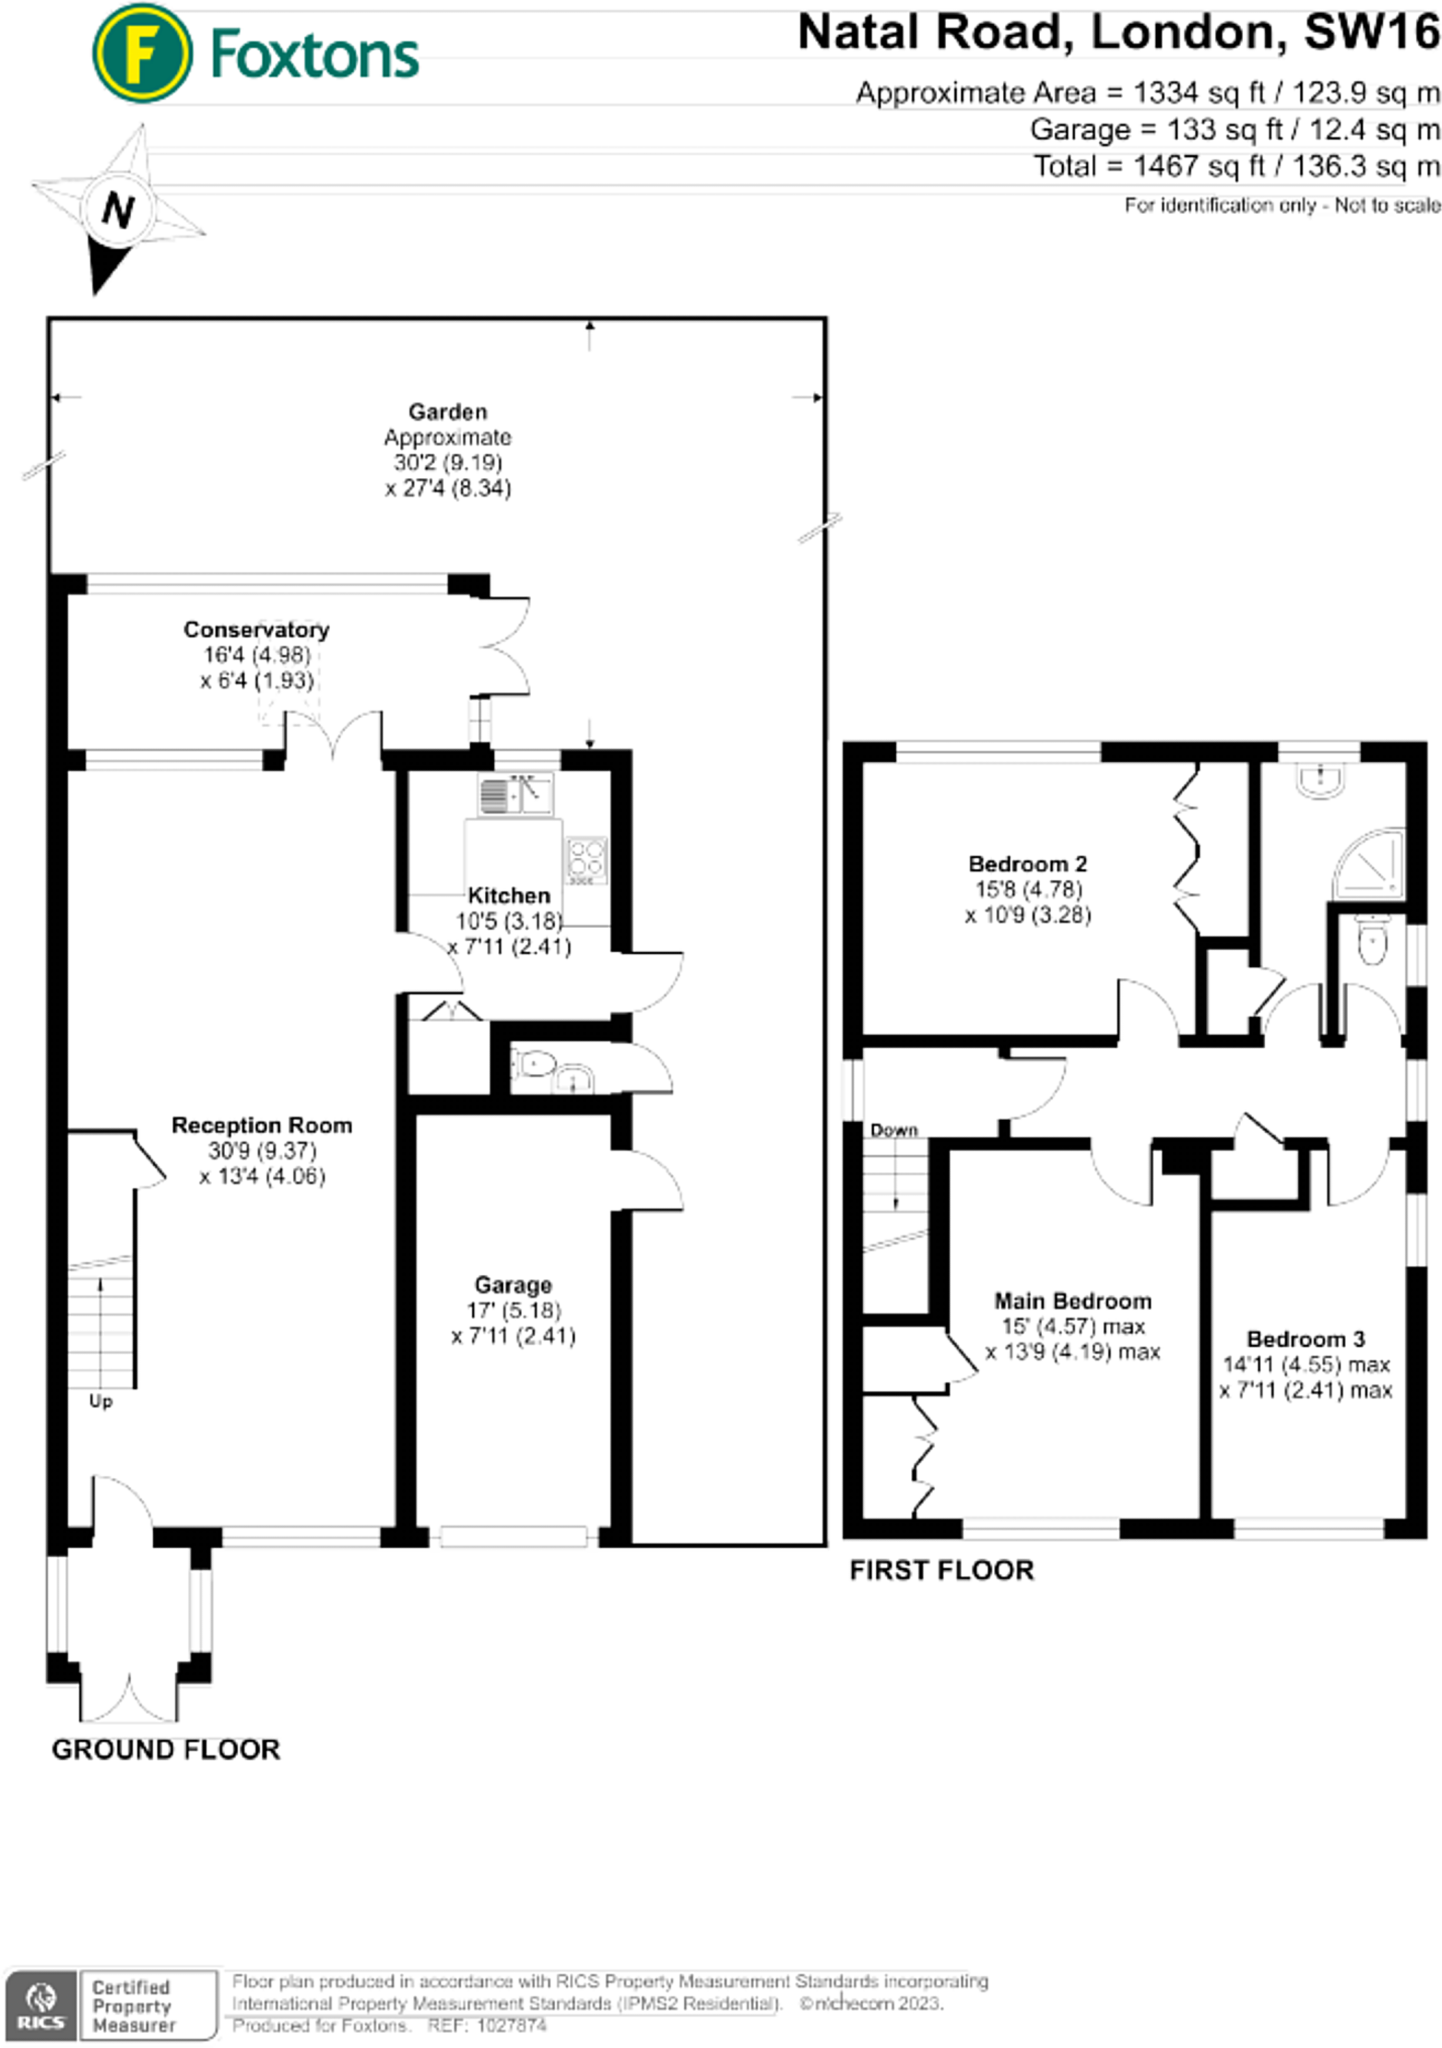 F Foxtons
Natal Road, London, SW16
Approximate Area = 1334 sq ft / 123.9 sq m
Garage = 133 sq ft / 12.4 sq m
Total = 1467 sq ft / 136.3 sq m
For identification only - Not to scale
N
Garden
Approximate
30'2 (9.19)
x 27'4 (8.34)
Conservatory
16'4 (4.98)
x 6'4 (1.93)
Kitchen
10'5 (3.18)
x 7'11 (2.41)
Reception Room
30'9 (9.37)
x 13'4 (4.06)
Garage
17' (5.18)
x 7'11 (2.41)
Up
GROUND FLOOR
Bedroom 2
15'8 (4.78)
x 10'9 (3.28)
Down
Main Bedroom
15' (4.57) max
x 13'9 (4.19) max
Bedroom 3
14'11 (4.55) max
x 7'11 (2.41) max
FIRST FLOOR
RICS
Certified
Property
Measurer
Floor plan produced in accordance with RICS Property Measurement Standards incorporating
International Property Measurement Standards (IPMS2 Residential). © nichecom 2023.
Produced for Foxtons. REF: 1027874